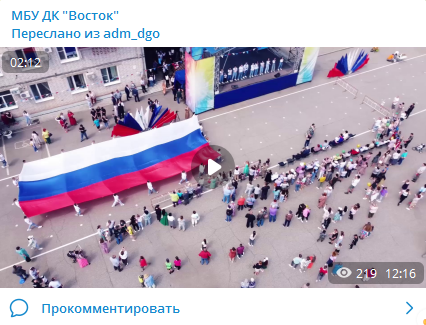 МБУ ДК "Восток"
Переслано из adm_dgo
02:12
219 12:16
Прокомментировать